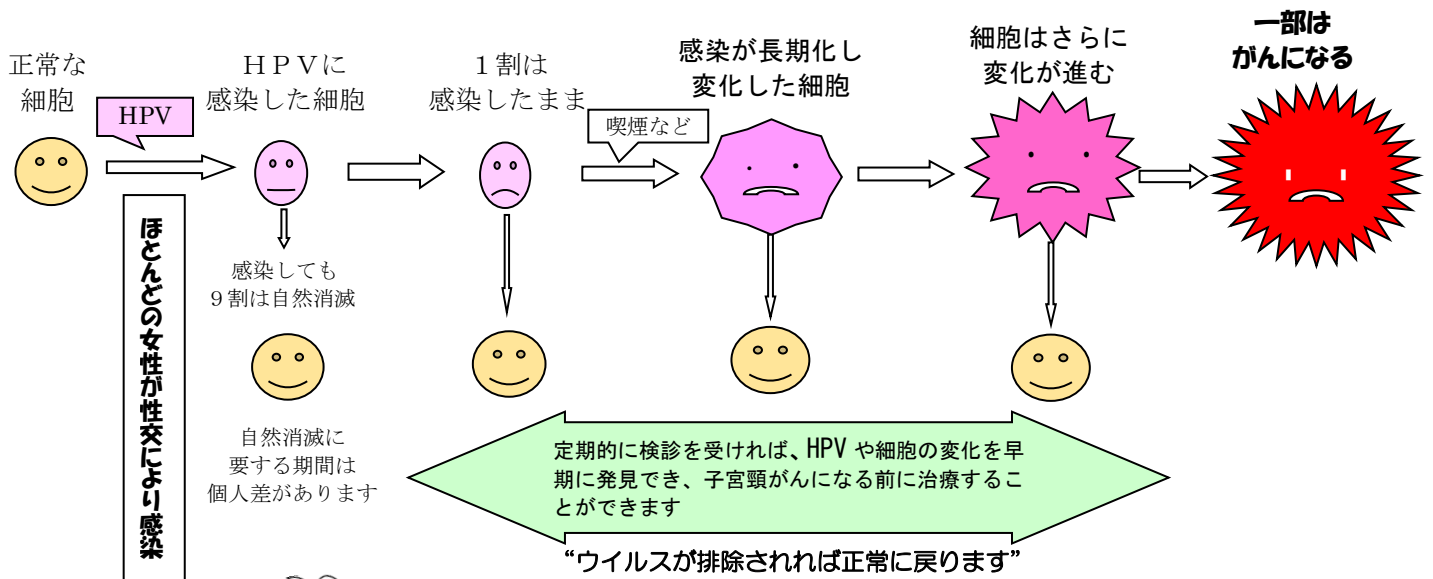 正常な
細胞
HPV
ＨＰＶに
感染した細胞
１割は
感染したまま
喫煙など
感染が長期化し
変化した細胞
細胞はさらに
変化が進む
一部は
がんになる
ほとんどの女性が性交により感染
感染しても
９割は自然消滅
自然消滅に
要する期間は
個人差があります
定期的に検診を受ければ、HPV や細胞の変化を早
期に発見でき、子宮頸がんになる前に治療するこ
とができます
“ウイルスが排除されれば正常に戻ります”